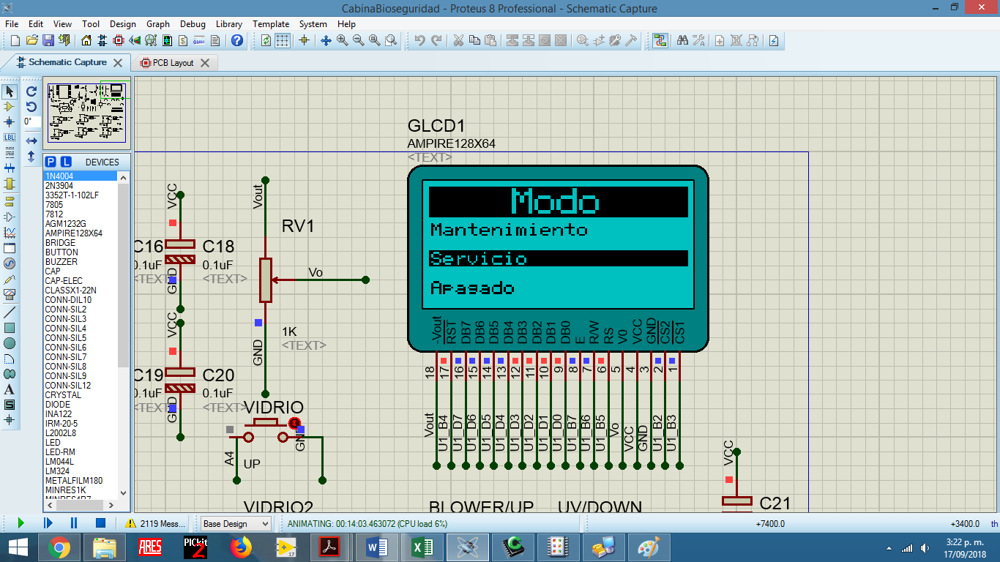 CabinaBioseguridad - Proteus 8 Professional - Schematic Capture
File Edit View Tool Design Graph Debug Library Template System Help
Schematic Capture
PCB Layout
0°
P L DEVICES
1N4004
2N3904
3352T-1-102LF
7805
7812
AGM1232G
AMPIRE128X64
BRIDGE
BUTTON
BUZZER
CAP
CAP-ELEC
CLASSX1-22N
CONN-DIL10
CONN-SIL2
CONN-SIL3
CONN-SIL4
CONN-SIL5
CONN-SIL6
CONN-SIL7
CONN-SIL8
CONN-SIL9
CONN-SIL12
CRYSTAL
DIODE
INA122
IRM-20-5
L2002L8
LED
LED-RM
LM044L
LM324
METALFILM180
MINRES1K
MINRES4R7
GLCD1
AMPIRE128X64
<TEXT>
Modo
Mantenimiento
Servicio
Apagado
-Vout RST DB7 DB6 DB5 DB4 DB3 DB2 DB1 DB0 E R/W RS V0 VCC GND CS2 CS1
18 17 16 15 14 13 12 11 10 9 8 7 6 5 4 3 2 1
Vout U1_B4 U1_D7 U1_D6 U1_D5 U1_D4 U1_D3 U1_D2 U1_D1 U1_D0 U1_B7 U1_B6 U1_B5 Vo VCC GND U1_B2 U1_B3
VCC
C16
0.1uF
<TEXT>
GND
C18
0.1uF
<TEXT>
Vout
RV1
Vo
1K
<TEXT>
GND
VCC
C19
0.1uF
<TEXT>
GND
C20
0.1uF
<TEXT>
VIDRIO
GND
A4
UP
VIDRIO2
BLOWER/UP
UV/DOWN
VCC
C21
2119 Mess...
Base Design
ANIMATING: 00:14:03.463072 (CPU load 6%)
+7400.0
+3400.0
th
ARES
PICkit
2
17
3:22 p. m.
17/09/2018